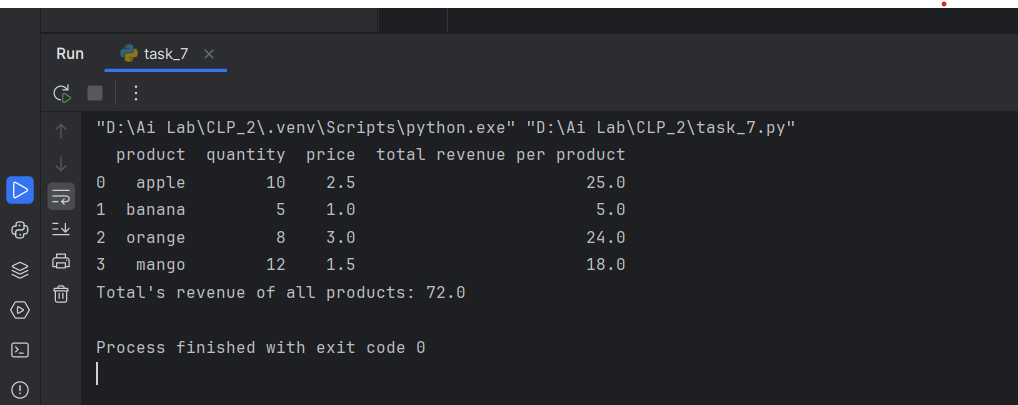 Run task_7
"D:\Ai Lab\CLP_2\.venv\Scripts\python.exe" "D:\Ai Lab\CLP_2\task_7.py"
product quantity price total revenue per product
0 apple 10 2.5 25.0
1 banana 5 1.0 5.0
2 orange 8 3.0 24.0
3 mango 12 1.5 18.0
Total's revenue of all products: 72.0
Process finished with exit code 0